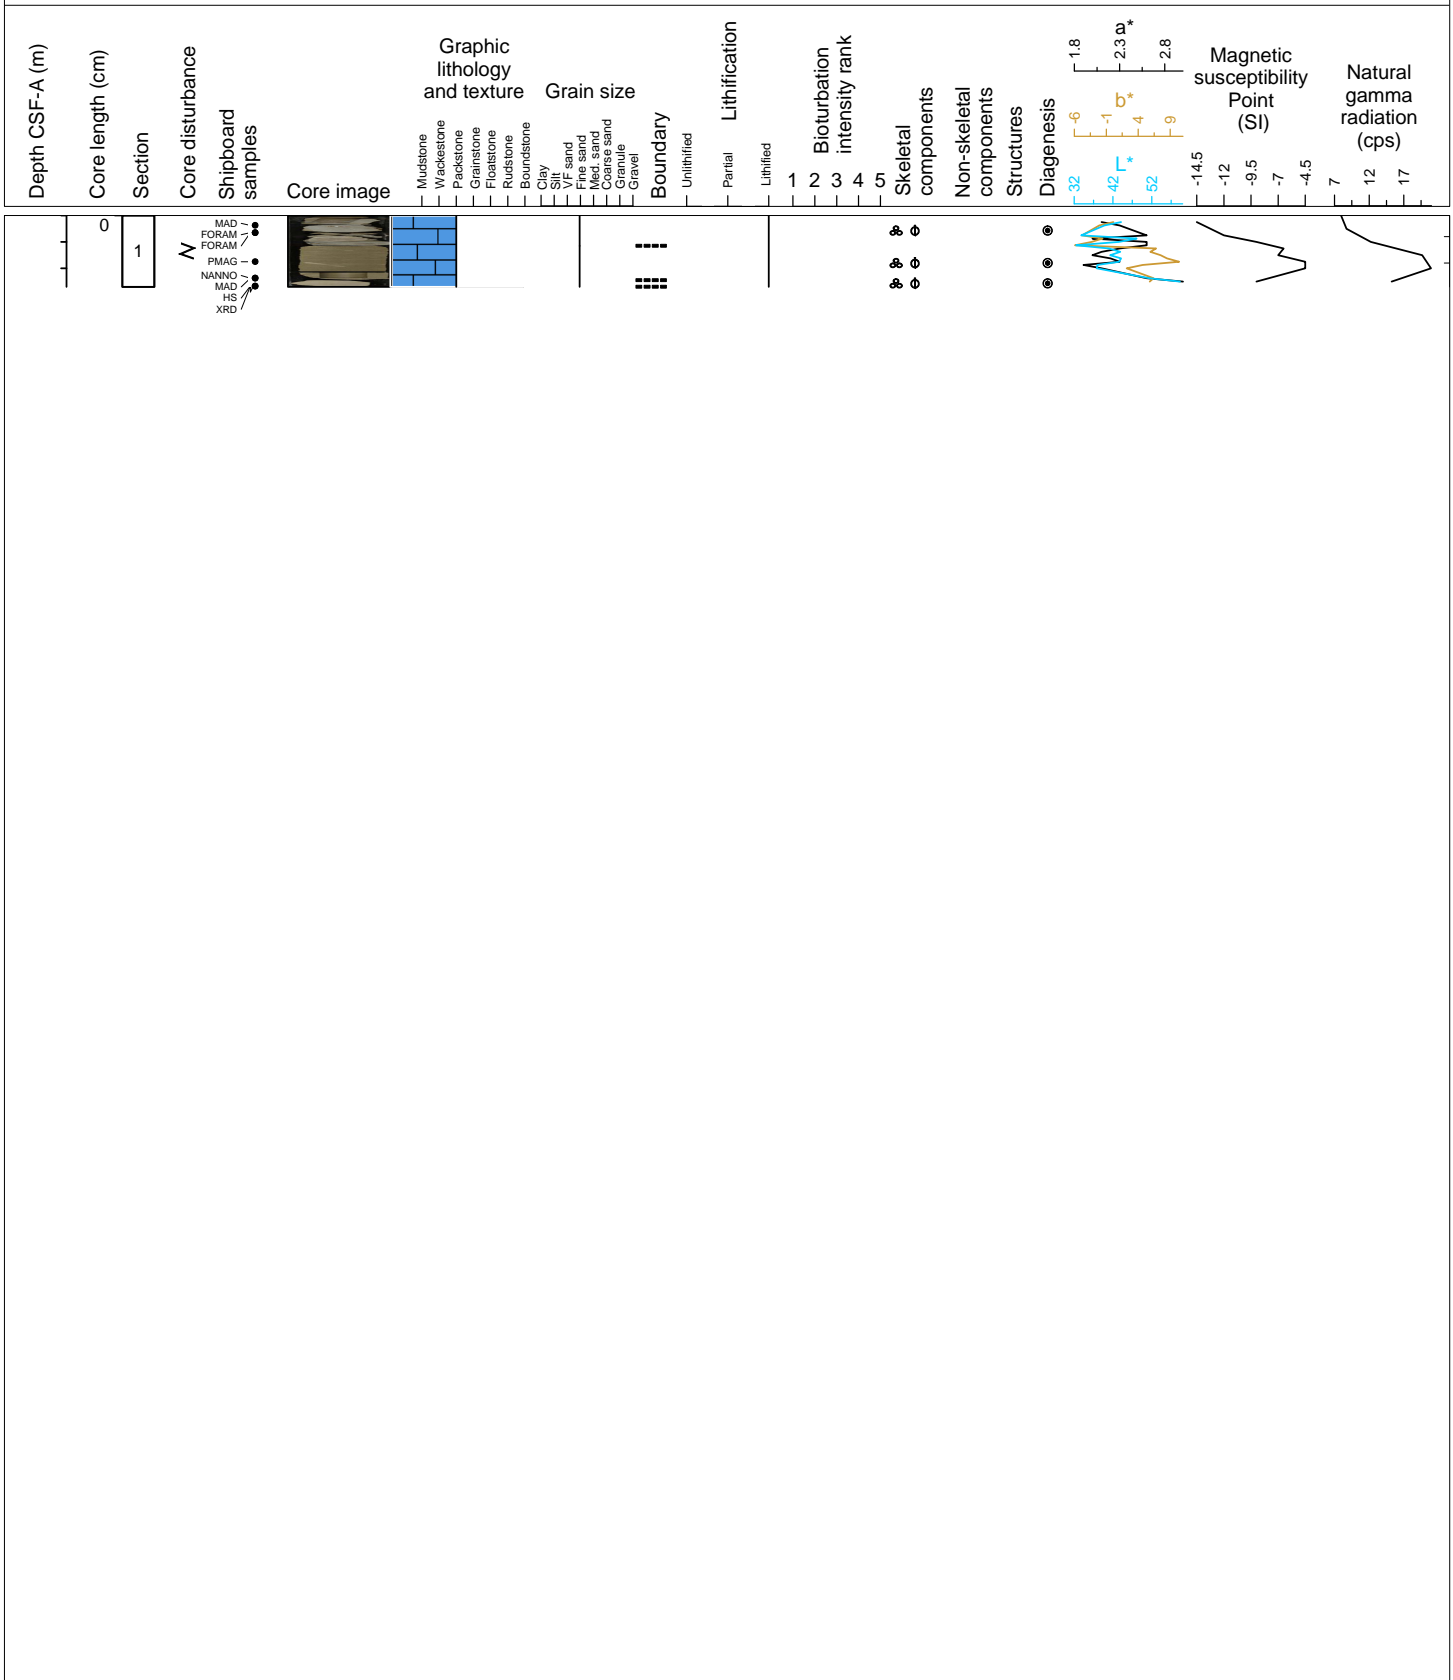 Depth CSF-A (m)
Core length (cm)
Section
Core disturbance
Shipboard
samples
Core image
Graphic
lithology
and texture
Mudstone
Wackestone
Packstone
Grainstone
Floatstone
Rudstone
Boundstone
Grain size
Clay
Silt
VF sand
Fine sand
Med. sand
Coarse sand
Granule
Gravel
Boundary
Lithification
Unlithified
Partial
Lithified
Bioturbation
intensity rank
1 2 3 4 5
Skeletal
components
Non-skeletal
components
Structures
Diagenesis
a*
1.8 2.3 2.8
b*
-6 -1 4 9
L*
32 42 52
Magnetic
susceptibility
Point
(SI)
-14.5 -12 -9.5 -7 -4.5
Natural
gamma
radiation
(cps)
7 12 17
0
1
MAD
FORAM
FORAM
PMAG
NANNO
MAD
HS
XRD